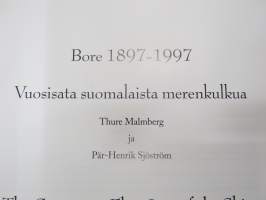 Bore 1897-1997
Vuosisata suomalaista merenkulkua
Thure Malmberg
ja
Pär-Henrik Sjöström